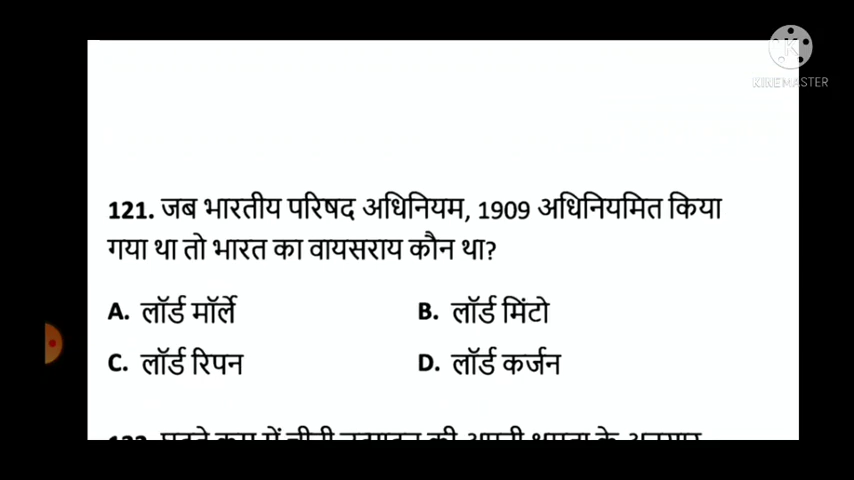 KINEMASTER
121. जब भारतीय परिषद अधिनियम, 1909 अधिनियमित किया
गया था तो भारत का वायसराय कौन था?
A. लॉर्ड मॉर्ले B. लॉर्ड मिंटो
C. लॉर्ड रिपन D. लॉर्ड कर्जन